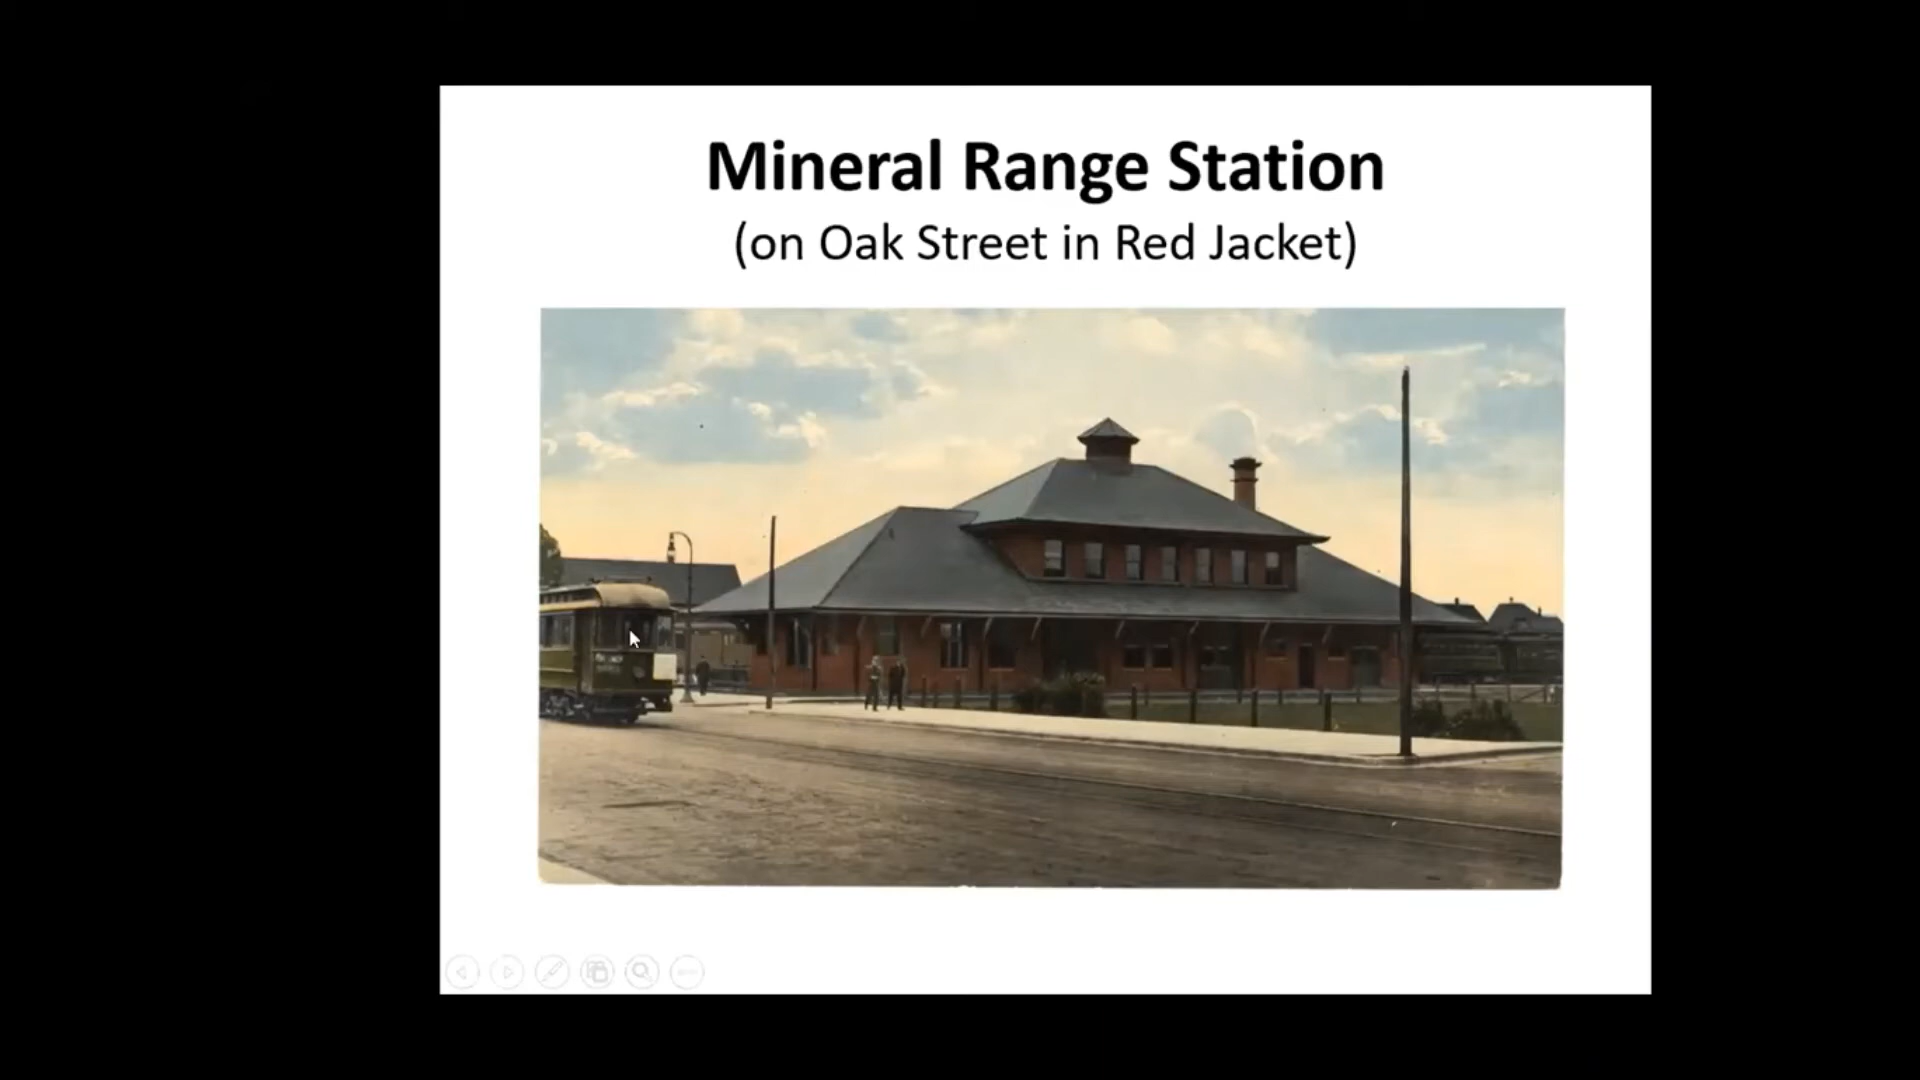 Mineral Range Station
(on Oak Street in Red Jacket)